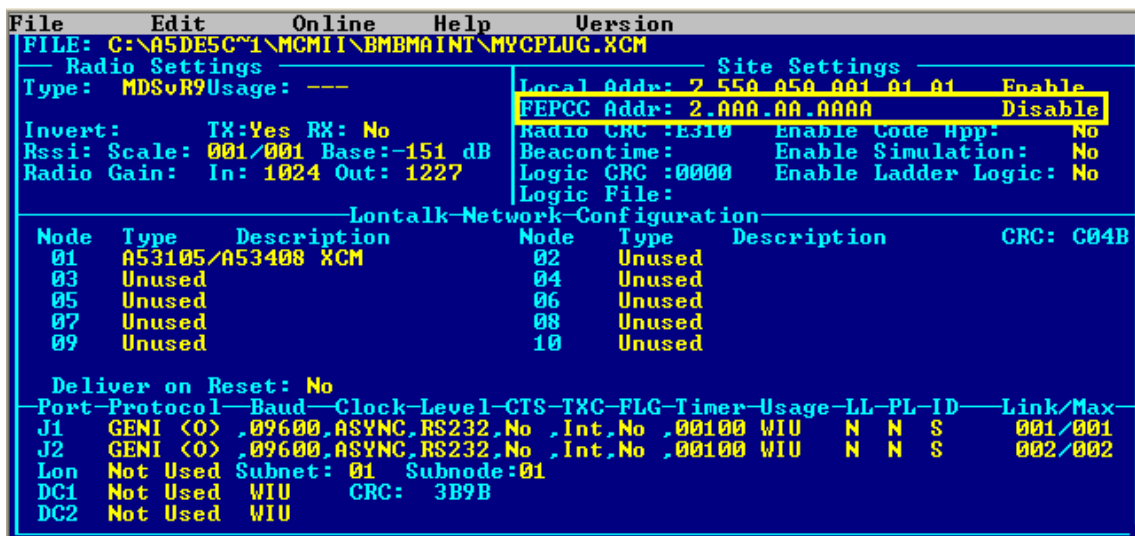 File Edit Online Help Version
FILE: C:\A5DE5C~1\MCMII\BMBMAINT\MYCPLUG.XCM
Radio Settings Site Settings
Type: MDSvR9Usage: --- Local Addr: 7.55A.A5A.AA1.A1.A1 Enable
FEPCC Addr: 2.AAA.AA.AAAA Disable
Invert: TX:Yes RX: No Radio CRC :E310 Enable Code App: No
Rssi: Scale: 001/001 Base:-151 dB Beacontime: Enable Simulation: No
Radio Gain: In: 1024 Out: 1227 Logic CRC :0000 Enable Ladder Logic: No
Logic File:
Lontalk-Network-Configuration
Node Type Description Node Type Description CRC: C04B
01 A53105/A53408 XCM 02 Unused
03 Unused 04 Unused
05 Unused 06 Unused
07 Unused 08 Unused
09 Unused 10 Unused
Deliver on Reset: No
Port-Protocol--Baud--Clock-Level-CTS-TXC-FLG-Timer-Usage-LL-PL-ID--Link/Max
J1 GENI (O) ,09600,ASYNC,RS232,No ,Int,No ,00100 WIU N N S 001/001
J2 GENI (O) ,09600,ASYNC,RS232,No ,Int,No ,00100 WIU N N S 002/002
Lon Not Used Subnet: 01 Subnode:01
DC1 Not Used WIU CRC: 3B9B
DC2 Not Used WIU